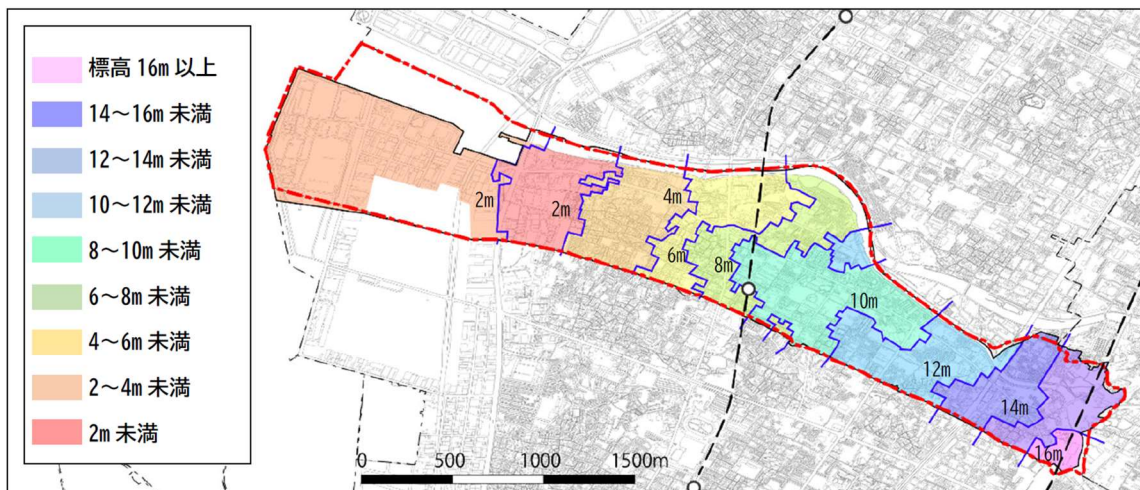 標高 16m 以上
14～16m 未満
12～14m 未満
10～12m 未満
8～10m 未満
6～8m 未満
4～6m 未満
2～4m 未満
2m 未満
2m
2m
4m
6m
8m
10m
12m
14m
16m
0 500 1000 1500m